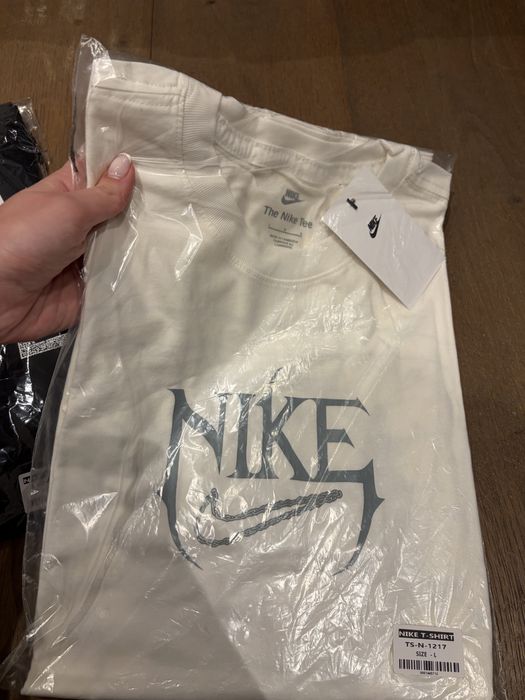 NIKE
The Nike Tee
L
NIKE
NIKE T-SHIRT
TS-N-1217
SIZE - L